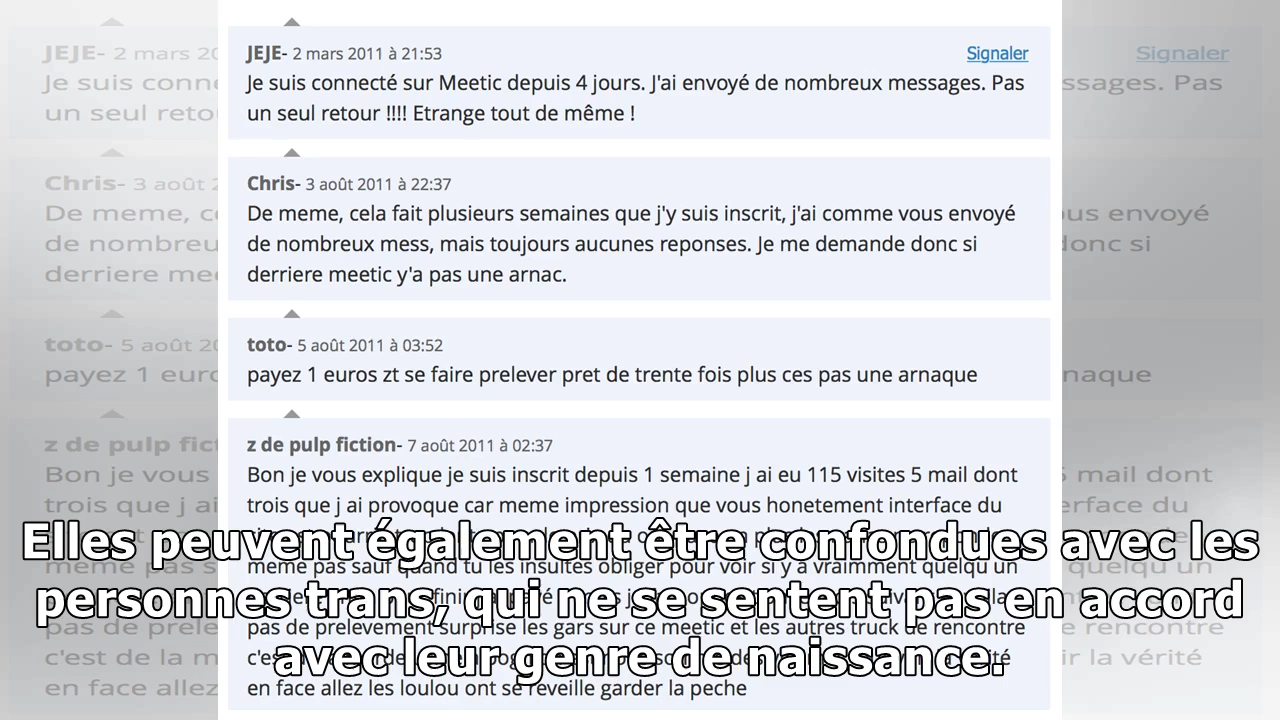 JEJE- 2 mars 2011 à 21:53 Signaler
Je suis connecté sur Meetic depuis 4 jours. J'ai envoyé de nombreux messages. Pas
un seul retour !!!! Etrange tout de même !
Chris- 3 août 2011 à 22:37
De meme, cela fait plusieurs semaines que j'y suis inscrit, j'ai comme vous envoyé
de nombreux mess, mais toujours aucunes reponses. Je me demande donc si
derriere meetic y'a pas une arnac.
toto- 5 août 2011 à 03:52
payez 1 euros zt se faire prelever pret de trente fois plus ces pas une arnaque
z de pulp fiction- 7 août 2011 à 02:37
Bon je vous explique je suis inscrit depuis 1 semaine j ai eu 115 visites 5 mail dont
trois que j ai provoque car meme impression que vous honetement interface du
meme pas sauf quand tu les insultes obliger pour voir si y a vraimment quelqu un
pas de prelevement surprise les gars sur ce meetic et les autres truck de rencontre
en face allez les loulou ont se reveille garder la peche
Elles peuvent également être confondues avec les
personnes trans, qui ne se sentent pas en accord
avec leur genre de naissance.